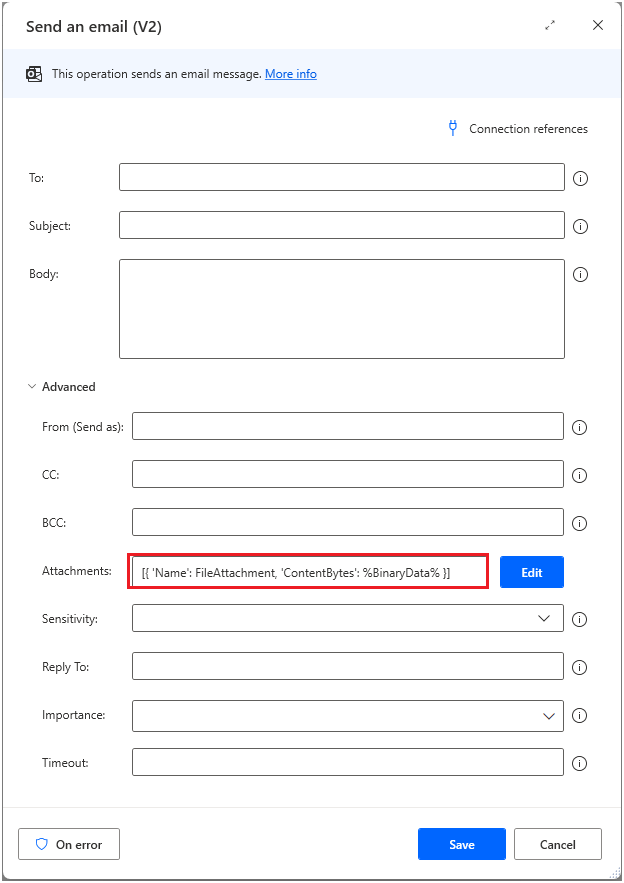 Send an email (V2)
This operation sends an email message. More info
Connection references
To:
Subject:
Body:
Advanced
From (Send as):
CC:
BCC:
Attachments: [{ 'Name': FileAttachment, 'ContentBytes': %BinaryData% }] Edit
Sensitivity:
Reply To:
Importance:
Timeout:
On error Save Cancel